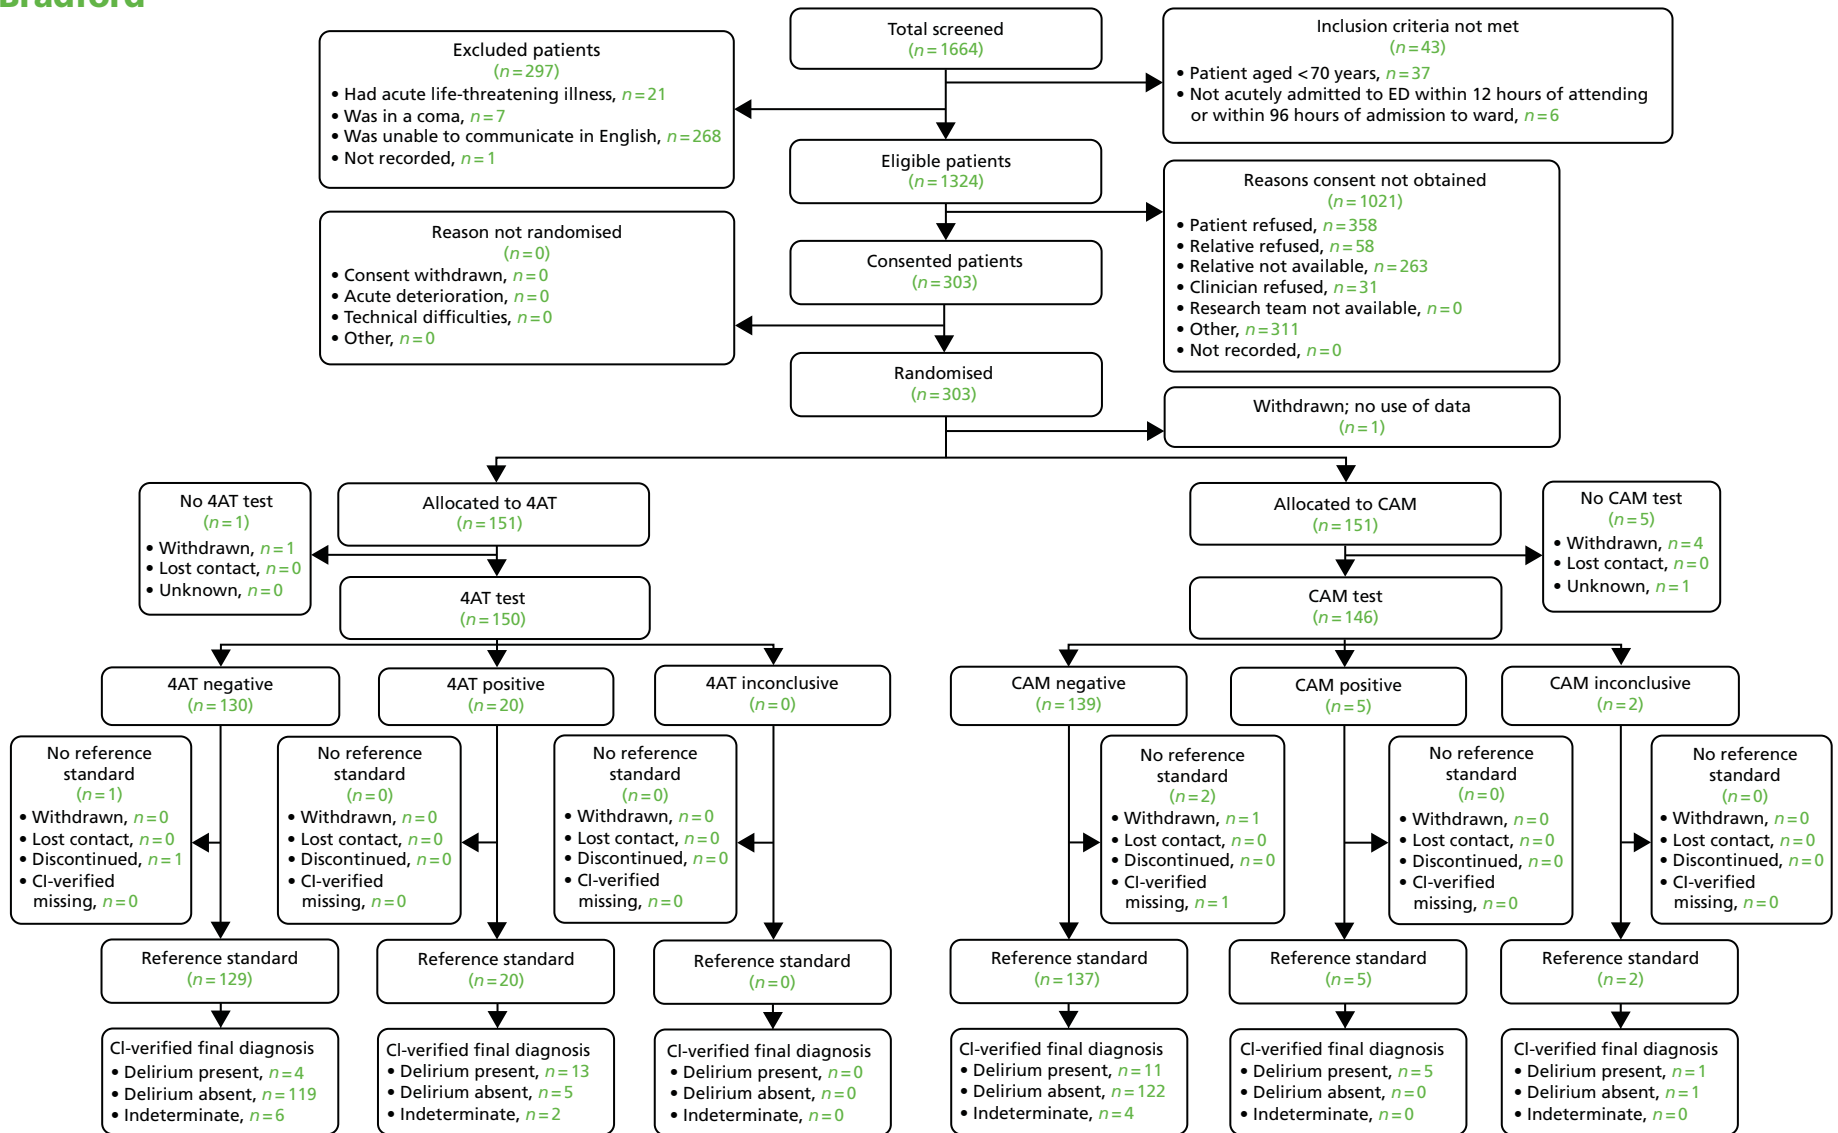 Bradford
Total screened
(n=1664)
Inclusion criteria not met
(n=43)
• Patient aged <70 years, n=37
• Not acutely admitted to ED within 12 hours of attending
or within 96 hours of admission to ward, n=6
Excluded patients
(n=297)
• Had acute life-threatening illness, n=21
• Was in a coma, n=7
• Was unable to communicate in English, n=268
• Not recorded, n=1
Eligible patients
(n=1324)
Reasons consent not obtained
(n=1021)
• Patient refused, n=358
• Relative refused, n=58
• Relative not available, n=263
• Clinician refused, n=31
• Research team not available, n=0
• Other, n=311
• Not recorded, n=0
Reason not randomised
(n=0)
• Consent withdrawn, n=0
• Acute deterioration, n=0
• Technical difficulties, n=0
• Other, n=0
Consented patients
(n=303)
Randomised
(n=303)
Withdrawn; no use of data
(n=1)
No 4AT test
(n=1)
• Withdrawn, n=1
• Lost contact, n=0
• Unknown, n=0
Allocated to 4AT
(n=151)
Allocated to CAM
(n=151)
No CAM test
(n=5)
• Withdrawn, n=4
• Lost contact, n=0
• Unknown, n=1
4AT test
(n=150)
CAM test
(n=146)
4AT negative
(n=130)
4AT positive
(n=20)
4AT inconclusive
(n=0)
CAM negative
(n=139)
CAM positive
(n=5)
CAM inconclusive
(n=2)
No reference
standard
(n=1)
• Withdrawn, n=0
• Lost contact, n=0
• Discontinued, n=1
• CI-verified
missing, n=0
No reference
standard
(n=0)
• Withdrawn, n=0
• Lost contact, n=0
• Discontinued, n=0
• CI-verified
missing, n=0
No reference
standard
(n=0)
• Withdrawn, n=0
• Lost contact, n=0
• Discontinued, n=0
• CI-verified
missing, n=0
No reference
standard
(n=2)
• Withdrawn, n=1
• Lost contact, n=0
• Discontinued, n=0
• CI-verified
missing, n=1
No reference
standard
(n=0)
• Withdrawn, n=0
• Lost contact, n=0
• Discontinued, n=0
• CI-verified
missing, n=0
No reference
standard
(n=0)
• Withdrawn, n=0
• Lost contact, n=0
• Discontinued, n=0
• CI-verified
missing, n=0
Reference standard
(n=129)
Reference standard
(n=20)
Reference standard
(n=0)
Reference standard
(n=137)
Reference standard
(n=5)
Reference standard
(n=2)
CI-verified final diagnosis
• Delirium present, n=4
• Delirium absent, n=119
• Indeterminate, n=6
CI-verified final diagnosis
• Delirium present, n=13
• Delirium absent, n=5
• Indeterminate, n=2
CI-verified final diagnosis
• Delirium present, n=0
• Delirium absent, n=0
• Indeterminate, n=0
CI-verified final diagnosis
• Delirium present, n=11
• Delirium absent, n=122
• Indeterminate, n=4
CI-verified final diagnosis
• Delirium present, n=5
• Delirium absent, n=0
• Indeterminate, n=0
CI-verified final diagnosis
• Delirium present, n=1
• Delirium absent, n=1
• Indeterminate, n=0